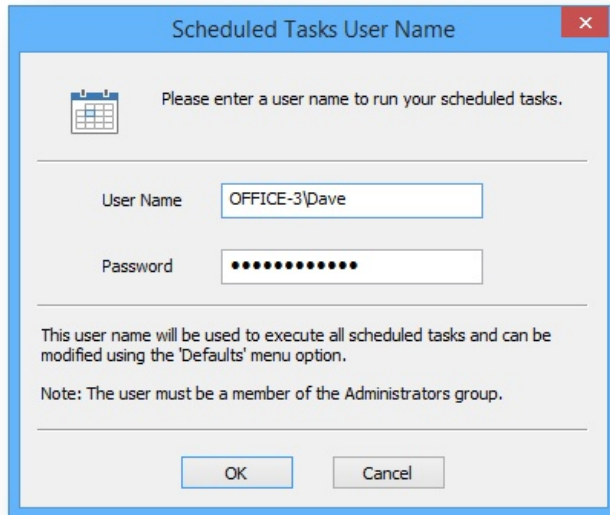 Scheduled Tasks User Name
Please enter a user name to run your scheduled tasks.
User Name
OFFICE-3\Dave
Password
●●●●●●●●●●●●
This user name will be used to execute all scheduled tasks and can be
modified using the 'Defaults' menu option.
Note: The user must be a member of the Administrators group.
OK
Cancel